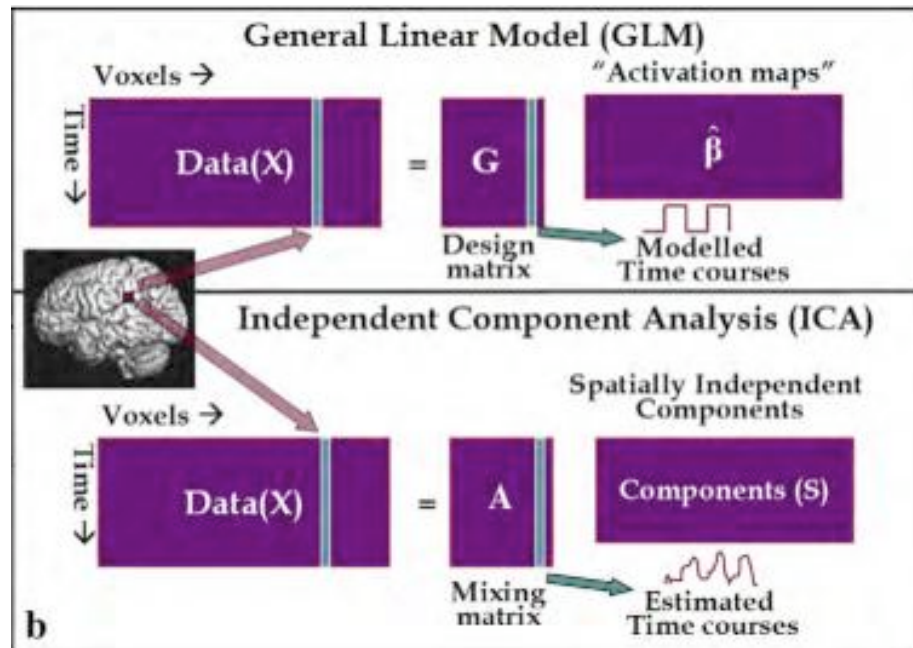 General Linear Model (GLM)
Voxels →
"Activation maps"
Time →
Data(X)
=
G
β̂
Design
matrix
Modelled
Time courses
Independent Component Analysis (ICA)
Spatially Independent
Components
Voxels →
Time →
Data(X)
=
A
Components (S)
Mixing
matrix
Estimated
Time courses
b